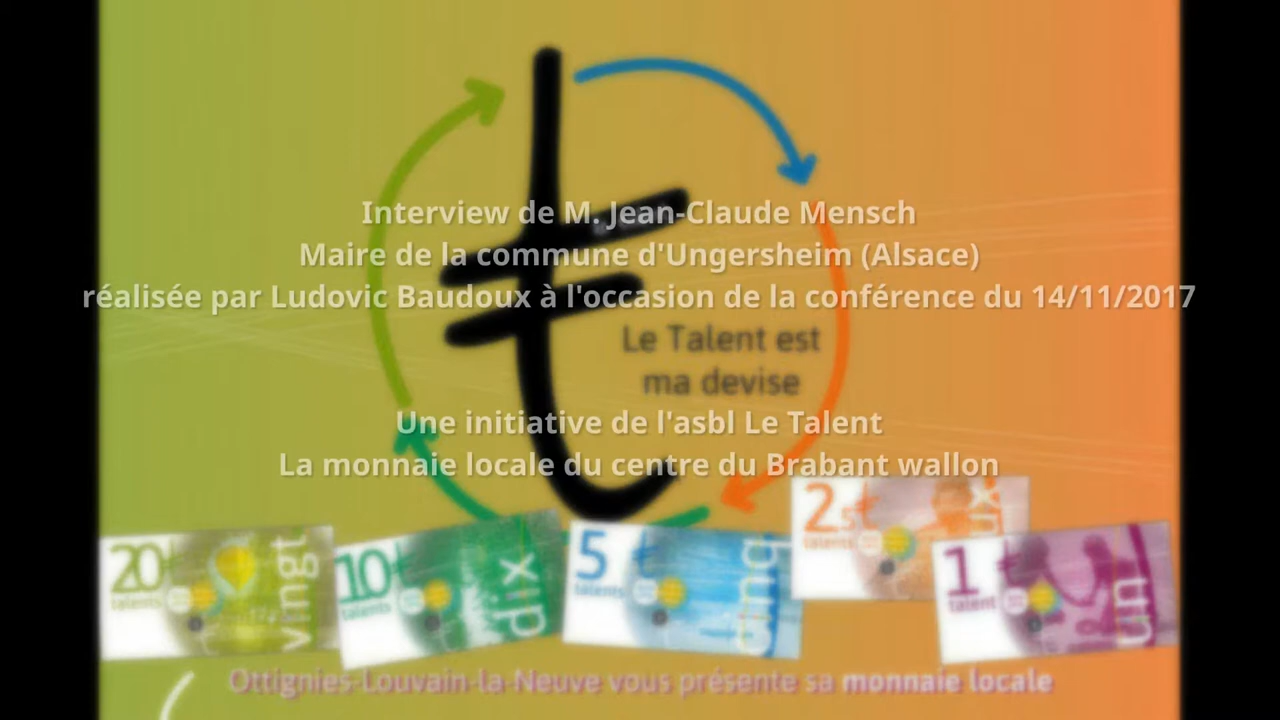 Interview de M. Jean-Claude Mensch
Maire de la commune d'Ungersheim (Alsace)
réalisée par Ludovic Baudoux à l'occasion de la conférence du 14/11/2017
Le Talent est
ma devise
Une initiative de l'asbl Le Talent
La monnaie locale du centre du Brabant wallon
20
talents
vingt
10
talents
dix
5
talents
cinq
2.5
talents
1
talent
un
Ottignies-Louvain-la-Neuve vous présente sa monnaie locale